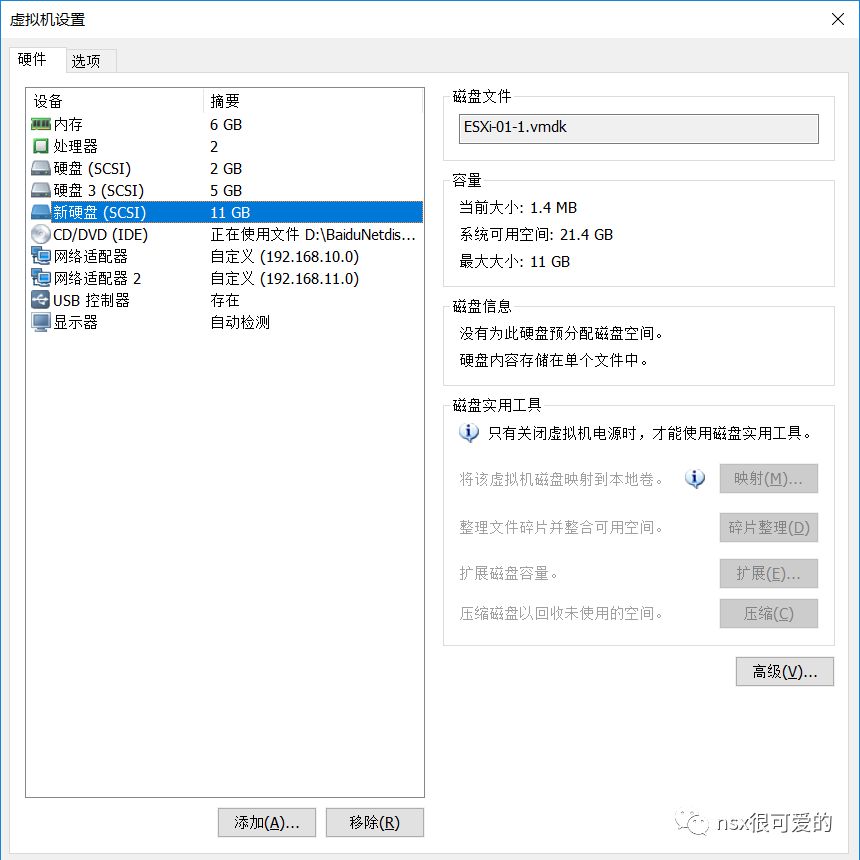 虚拟机设置
硬件 选项
设备 摘要
内存 6 GB
处理器 2
硬盘 (SCSI) 2 GB
硬盘 3 (SCSI) 5 GB
新硬盘 (SCSI) 11 GB
CD/DVD (IDE) 正在使用文件 D:\BaiduNetdis...
网络适配器 自定义 (192.168.10.0)
网络适配器 2 自定义 (192.168.11.0)
USB 控制器 存在
显示器 自动检测
添加(A)... 移除(R)
磁盘文件
ESXi-01-1.vmdk
容量
当前大小: 1.4 MB
系统可用空间: 21.4 GB
最大大小: 11 GB
磁盘信息
没有为此硬盘预分配磁盘空间。
硬盘内容存储在单个文件中。
磁盘实用工具
只有关闭虚拟机电源时，才能使用磁盘实用工具。
将该虚拟机磁盘映射到本地卷。 映射(M)...
整理文件碎片并整合可用空间。 碎片整理(D)
扩展磁盘容量。 扩展(E)...
压缩磁盘以回收未使用的空间。 压缩(C)
高级(V)...
nsx很可爱的